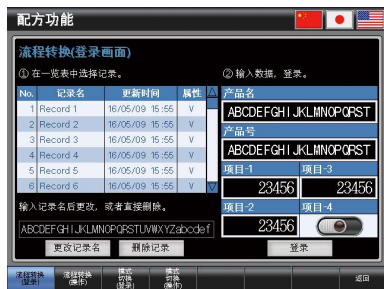 配方功能
流程转换(登录画面)
① 在一览表中选择记录。
② 输入数据，登录。
No. 记录名 更新时间 属性
1 Record 1 16/05/09 15:55 V
2 Record 2 16/05/09 15:55 V
3 Record 3 16/05/09 15:55 V
4 Record 4 16/05/09 15:55 V
5 Record 5 16/05/09 15:55 V
6 Record 6 16/05/09 15:55 V
产品名
ABCDEFGHIJKLMNOPQRST
产品号
ABCDEFGHIJKLMNOPQRST
项目-1 项目-3
23456 23456
项目-2 项目-4
23456
登录
输入记录名后更改，或者直接删除。
ABCDEFGHIJKLMNOPQRSTUVWXYZabcdef
更改记录名 删除记录
流程转换(登录)
流程转换(操作)
模式切换(登录)
模式切换(操作)
返回